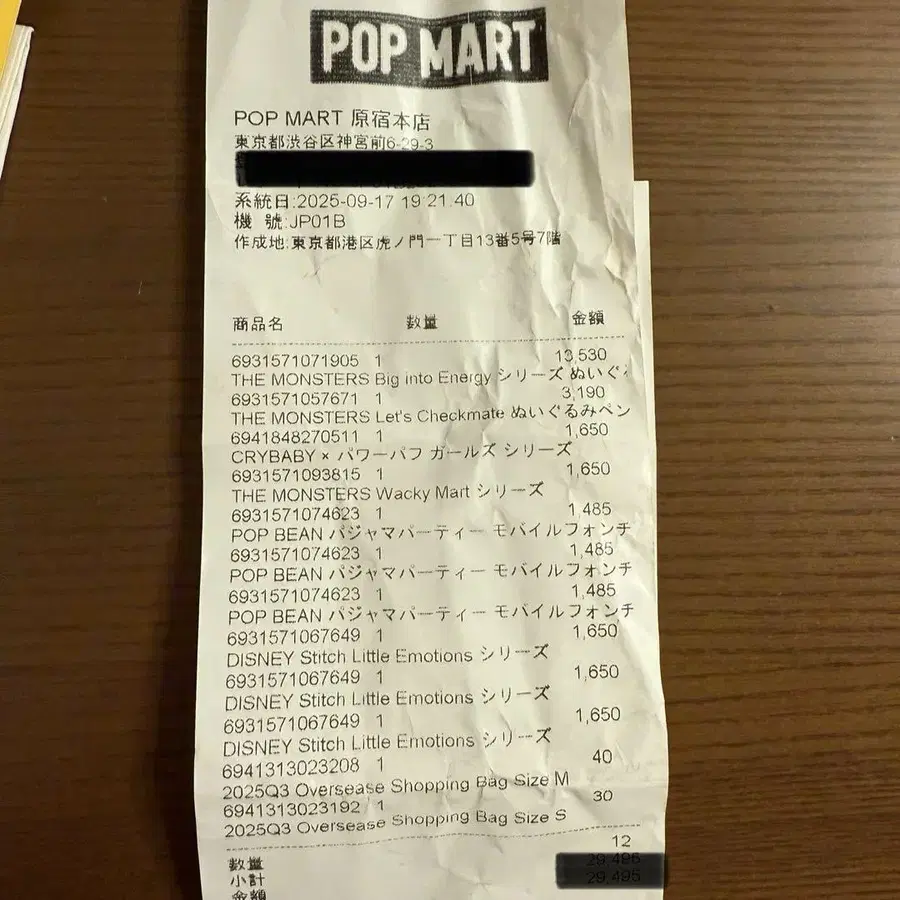 POP MART
POP MART 原宿本店
東京都渋谷区神宮前6-29-3
系統日:2025-09-17 19:21:40
機 號:JP01B
作成地:東京都港区虎ノ門一丁目13番5号7階
商品名 数量 金額
6931571071905 1 13,530
THE MONSTERS Big into Energy シリーズ ぬいぐ
6931571057671 1 3,190
THE MONSTERS Let's Checkmate ぬいぐるみペン
6941848270511 1 1,650
CRYBABY × パワーパフ ガールズ シリーズ
6931571093815 1 1,650
THE MONSTERS Wacky Mart シリーズ
6931571074623 1 1,485
POP BEAN パジャマパーティー モバイルフォンチ
6931571074623 1 1,485
POP BEAN パジャマパーティー モバイルフォンチ
6931571074623 1 1,485
POP BEAN パジャマパーティー モバイルフォンチ
6931571067649 1 1,650
DISNEY Stitch Little Emotions シリーズ
6931571067649 1 1,650
DISNEY Stitch Little Emotions シリーズ
6931571067649 1 1,650
DISNEY Stitch Little Emotions シリーズ
6941313023208 1 40
2025Q3 Oversease Shopping Bag Size M
6941313023192 1 30
2025Q3 Oversease Shopping Bag Size S
数量 12
小計 29,495
金額 29,495